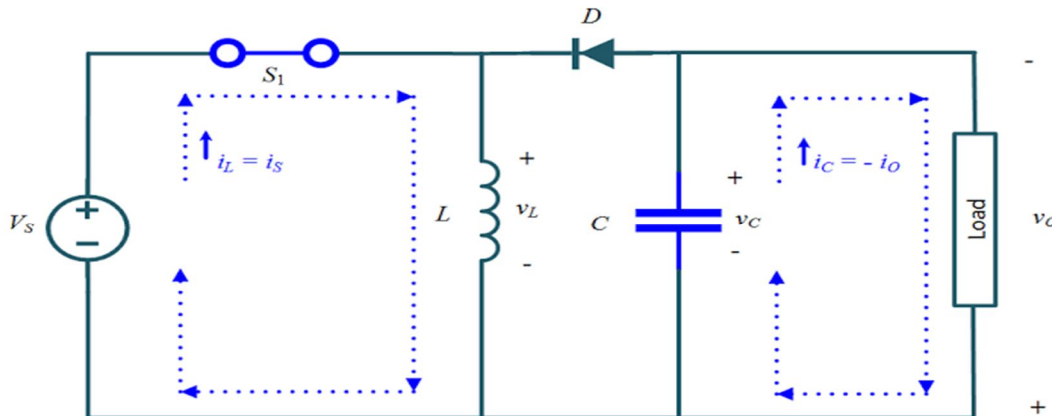 D
-
S1
iL = iS
iC = - iO
+
+
VS
+
-
L
vL
C
vC
Load
-
-
+